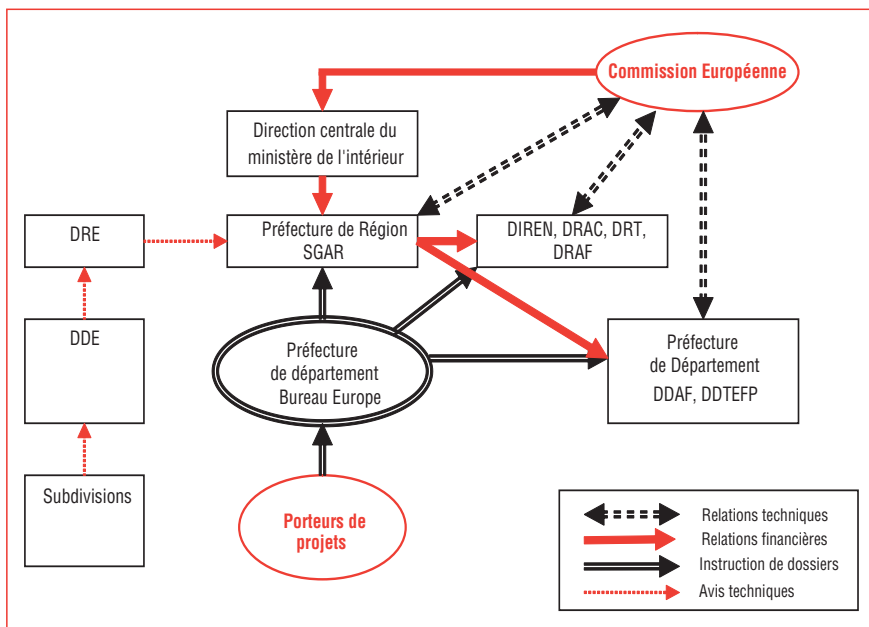 Commission Européenne
Direction centrale du
ministère de l'intérieur
DRE
Préfecture de Région
SGAR
DIREN, DRAC, DRT,
DRAF
DDE
Préfecture
de département
Bureau Europe
Préfecture
de Département
DDAF, DDTEFP
Subdivisions
Porteurs de
projets
Relations techniques
Relations financières
Instruction de dossiers
Avis techniques